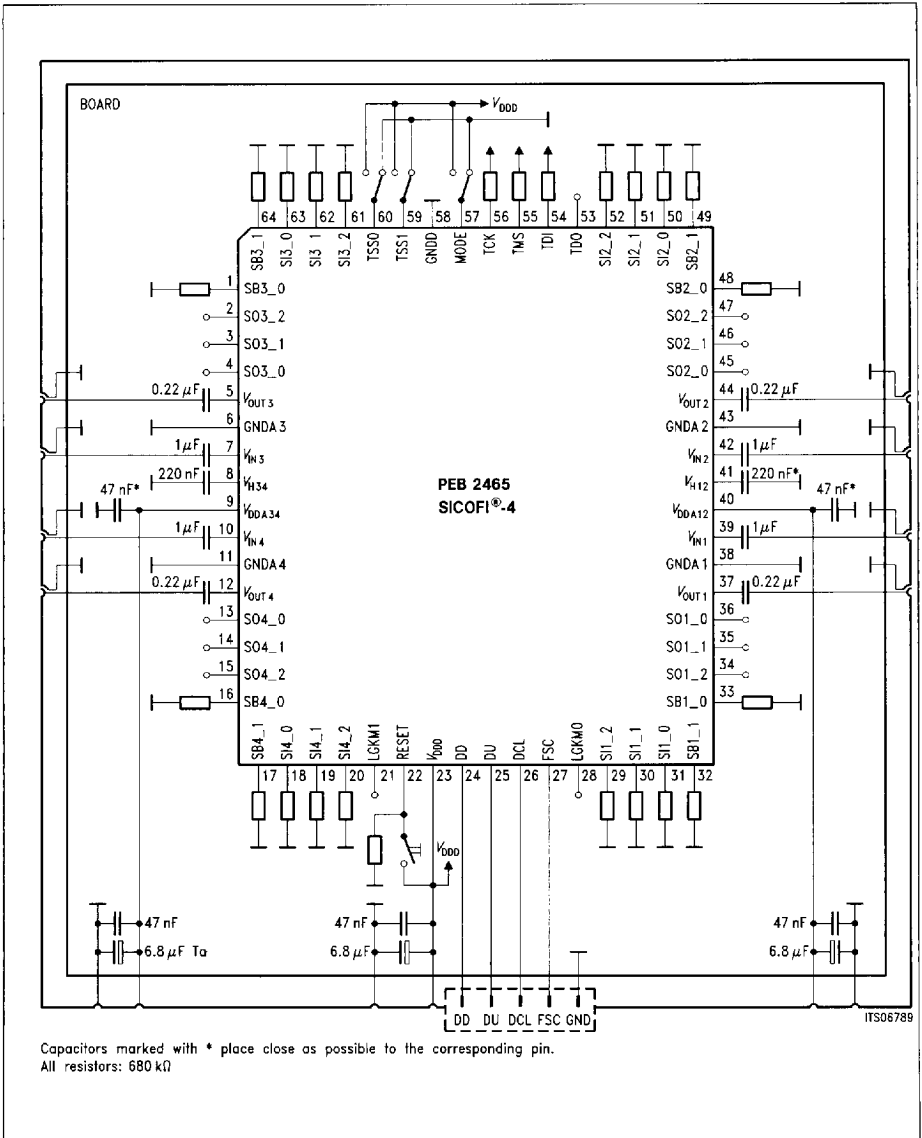 BOARD
VDDD
64 63 62 61 60 59 58 57 56 55 54 53 52 51 50 49
SB3_1 SI3_0 SI3_1 SI3_2 TSS0 TSS1 GNDD MODE TCK TMS TDI TDO SI2_2 SI2_1 SI2_0 SB2_1
1 SB3_0
2 SO3_2
3 SO3_1
4 SO3_0
0.22 µF 5 VOUT3
6 GNDA3
1µF 7 VIN3
220 nF 8 VH34
47 nF* 9 VDDA34
1µF 10 VIN4
11 GNDA4
0.22 µF 12 VOUT4
13 SO4_0
14 SO4_1
15 SO4_2
16 SB4_0
PEB 2465
SICOFI®-4
SB2_0 48
SO2_2 47
SO2_1 46
SO2_0 45
VOUT2 44 0.22 µF
GNDA2 43
VIN2 42 1µF
VH12 41 220 nF*
VDDA12 40 47 nF*
VIN1 39 1µF
GNDA1 38
VOUT1 37 0.22 µF
SO1_0 36
SO1_1 35
SO1_2 34
SB1_0 33
SB4_1 SI4_0 SI4_1 SI4_2 LGKM1 RESET VDDD DD DU DCL FSC LGKM0 SI1_2 SI1_1 SI1_0 SB1_1
17 18 19 20 21 22 23 24 25 26 27 28 29 30 31 32
VDDD
47 nF 47 nF 47 nF
6.8 µF Ta 6.8 µF 6.8 µF
DD DU DCL FSC GND
ITS06789
Capacitors marked with * place close as possible to the corresponding pin.
All resistors: 680 kΩ